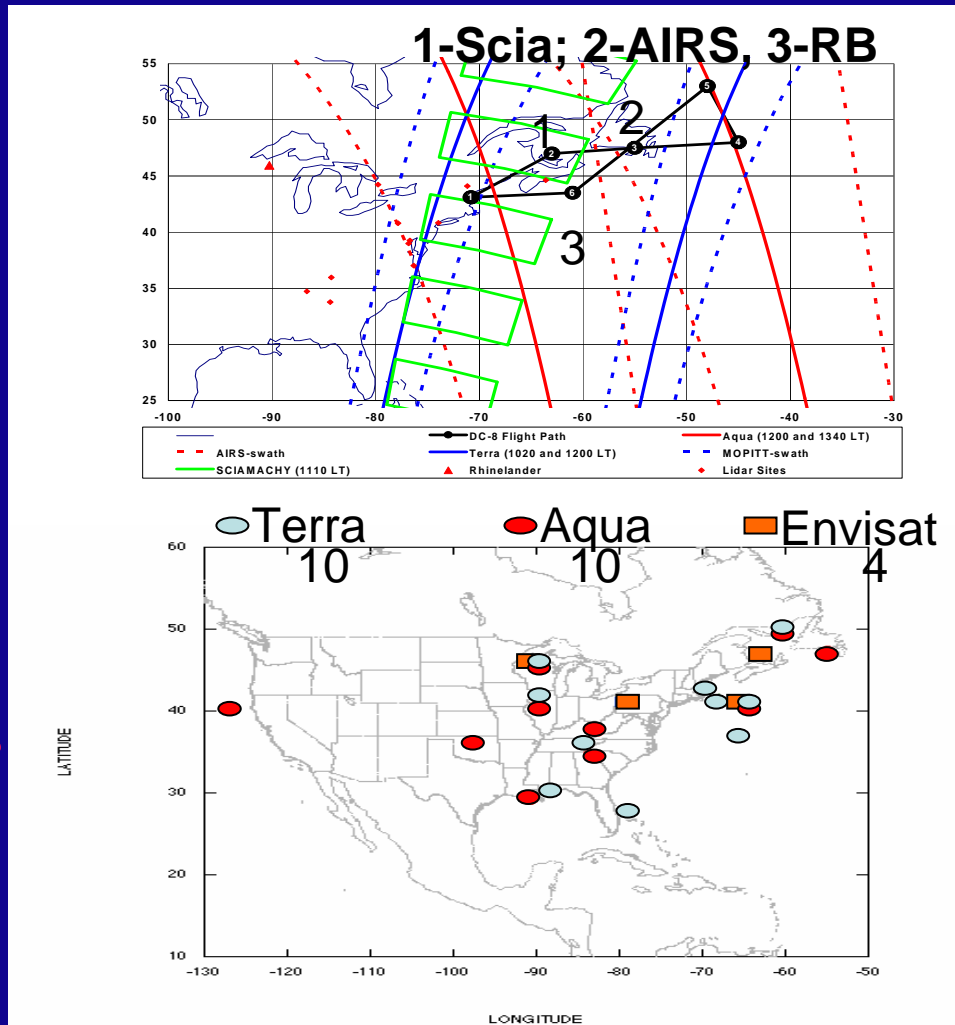 1-Scia; 2-AIRS, 3-RB
55
50
45
40
35
30
25
1
2
3
1
2
3
4
5
6
-100 -90 -80 -70 -60 -50 -40 -30
DC-8 Flight Path Aqua (1200 and 1340 LT)
AIRS-swath Terra (1020 and 1200 LT) MOPITT-swath
SCIAMACHY (1110 LT) Rhinelander Lidar Sites
Terra Aqua Envisat
10 10 4
60
50
40
30
20
10
LATITUDE
-130 -120 -110 -100 -90 -80 -70 -60 -50
LONGITUDE